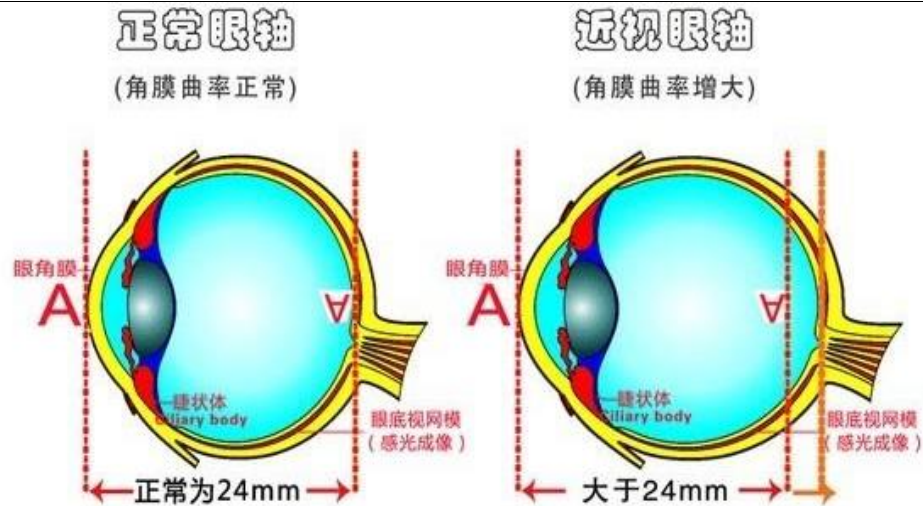 正常眼轴
(角膜曲率正常)
眼角膜
A
A
睫状体
Ciliary body
眼底视网模
(感光成像)
正常为24mm
近视眼轴
(角膜曲率增大)
眼角膜
A
A
睫状体
Ciliary body
眼底视网模
(感光成像)
大于24mm